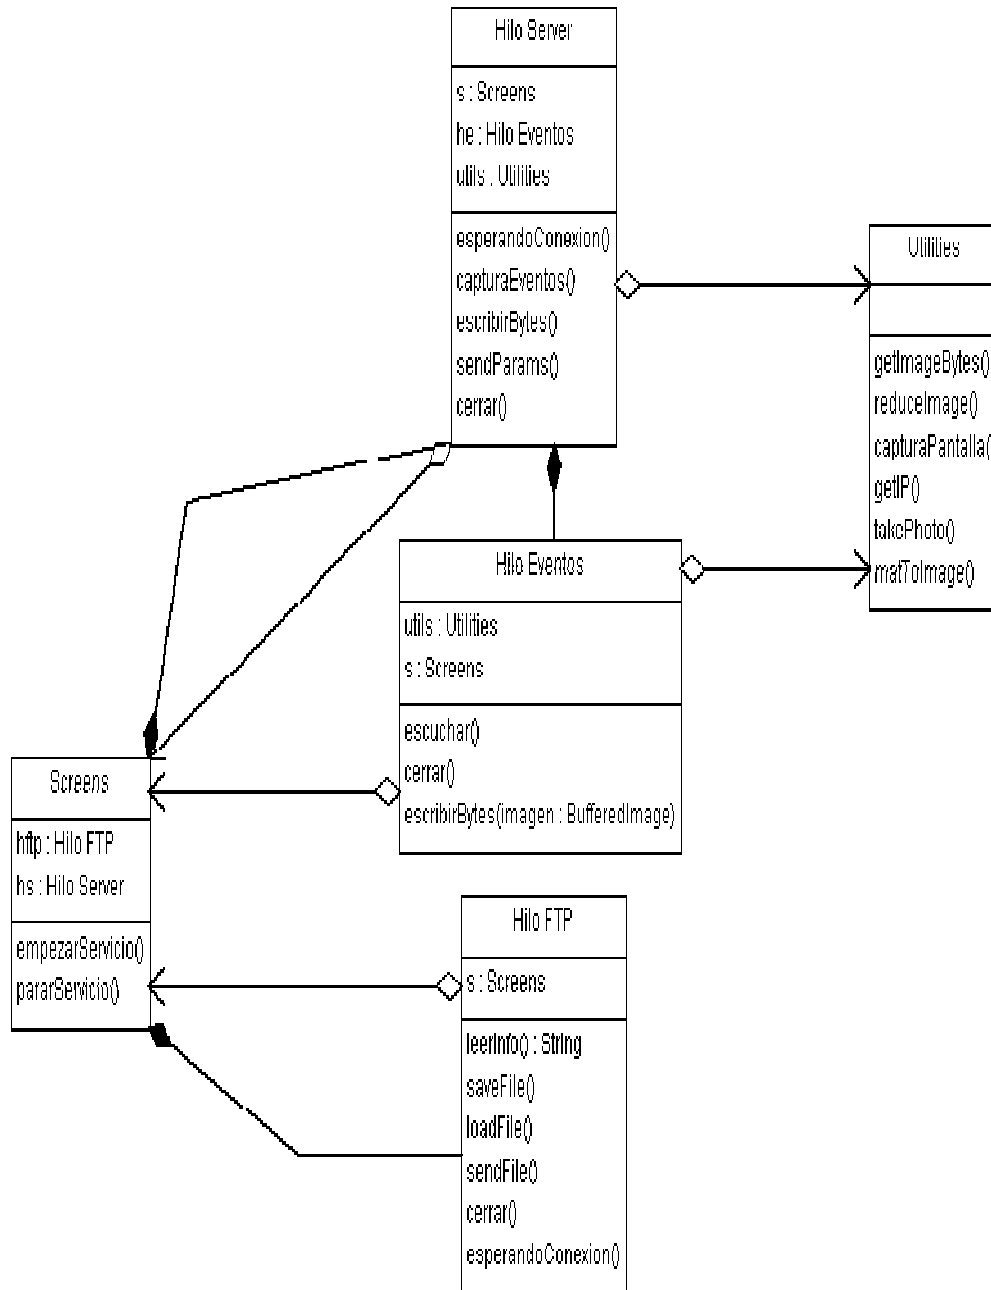 Hilo Server
s : Screens
he : Hilo Eventos
utils : Utilities
esperandoConexion()
capturaEventos()
escribirBytes()
sendParams()
cerrar()
Utilities
getImageBytes()
reduceImage()
capturaPantalla(
getIP()
takePhoto()
matToImage()
Hilo Eventos
utils : Utilities
s : Screens
escuchar()
cerrar()
escribirBytes(imagen : BufferedImage)
Screens
hftp : Hilo FTP
hs : Hilo Server
empezarServicio()
pararServicio()
Hilo FTP
s : Screens
leerInfo() : String
saveFile()
loadFile()
sendFile()
cerrar()
esperandoConexion()